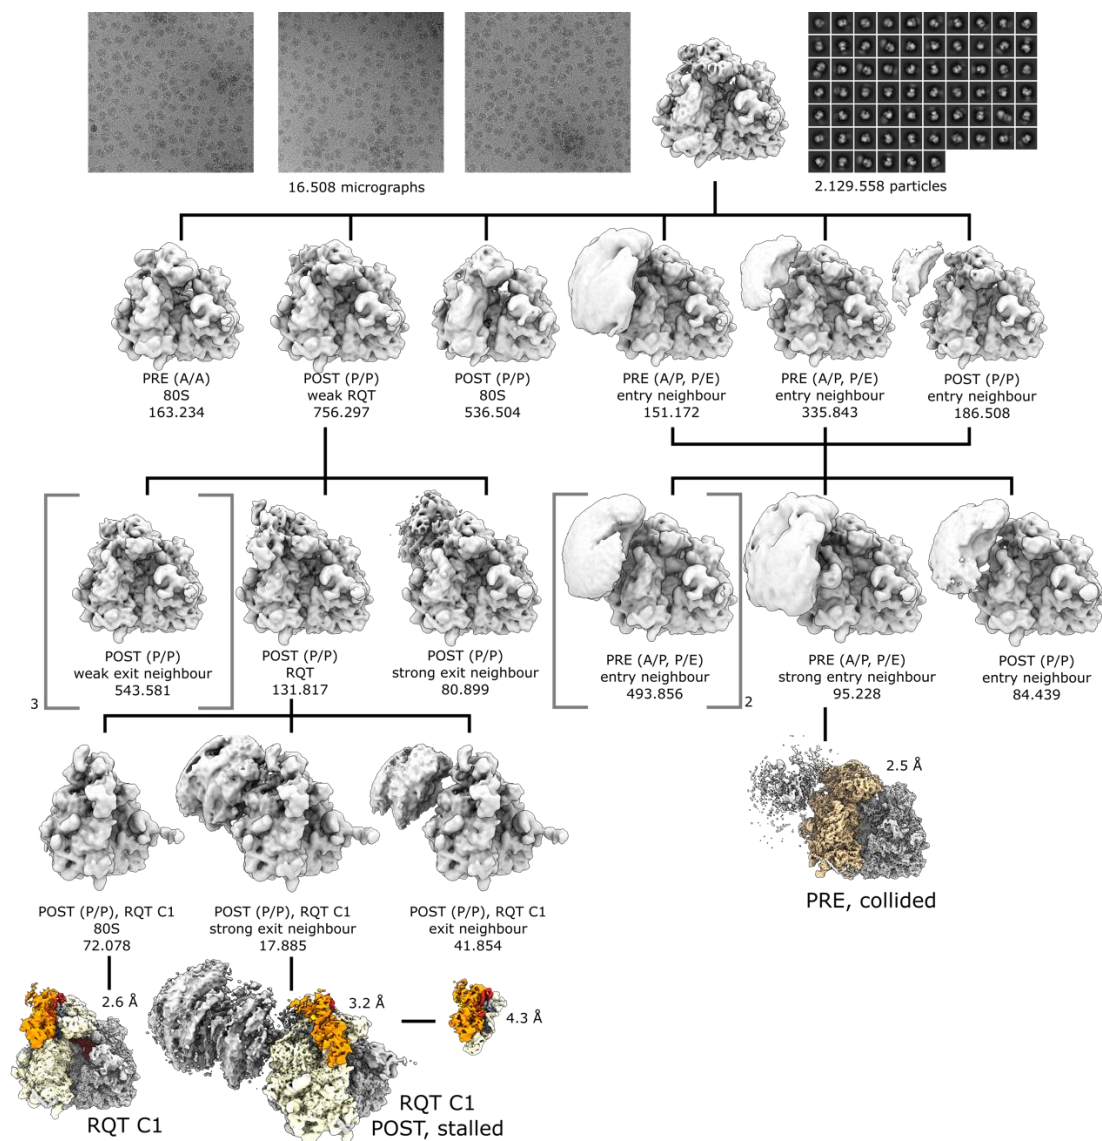 16.508 micrographs
2.129.558 particles
PRE (A/A)
80S
163.234
POST (P/P)
weak RQT
756.297
POST (P/P)
80S
536.504
PRE (A/P, P/E)
entry neighbour
151.172
PRE (A/P, P/E)
entry neighbour
335.843
POST (P/P)
entry neighbour
186.508
POST (P/P)
weak exit neighbour
543.581
3
POST (P/P)
RQT
131.817
POST (P/P)
strong exit neighbour
80.899
PRE (A/P, P/E)
entry neighbour
493.856
2
PRE (A/P, P/E)
strong entry neighbour
95.228
POST (P/P)
entry neighbour
84.439
2.5 Å
PRE, collided
POST (P/P), RQT C1
80S
72.078
POST (P/P), RQT C1
strong exit neighbour
17.885
POST (P/P), RQT C1
exit neighbour
41.854
2.6 Å
3.2 Å
4.3 Å
RQT C1
RQT C1
POST, stalled